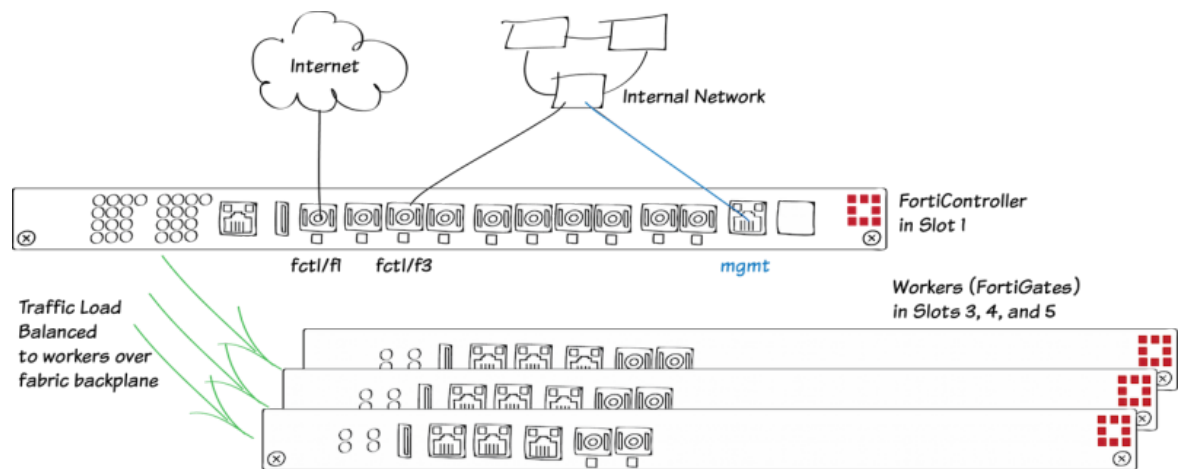 Internet
Internal Network
FortiController
in Slot 1
fctl/f1
fctl/f3
mgmt
Workers (FortiGates)
in Slots 3, 4, and 5
Traffic Load
Balanced
to workers over
fabric backplane